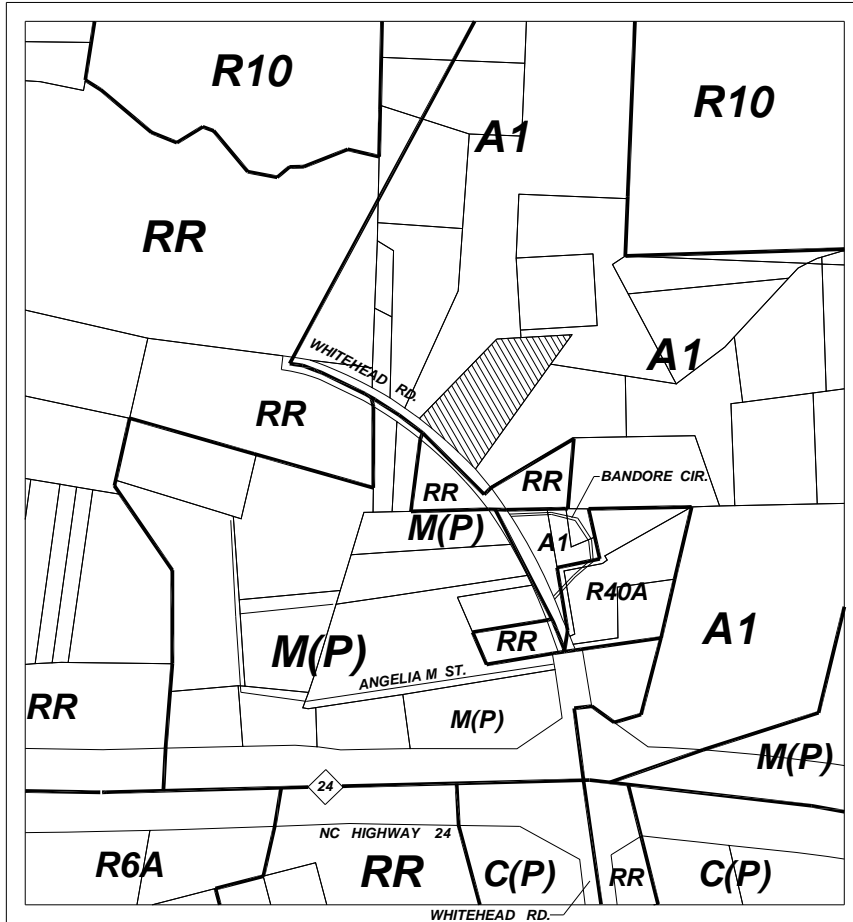 R10
R10
A1
RR
A1
WHITEHEAD RD.
RR
RR
RR
BANDORE CIR.
M(P)
A1
R40A
A1
M(P)
RR
ANGELIA M ST.
RR
M(P)
M(P)
24
NC HIGHWAY 24
R6A
RR
C(P)
RR
C(P)
WHITEHEAD RD.